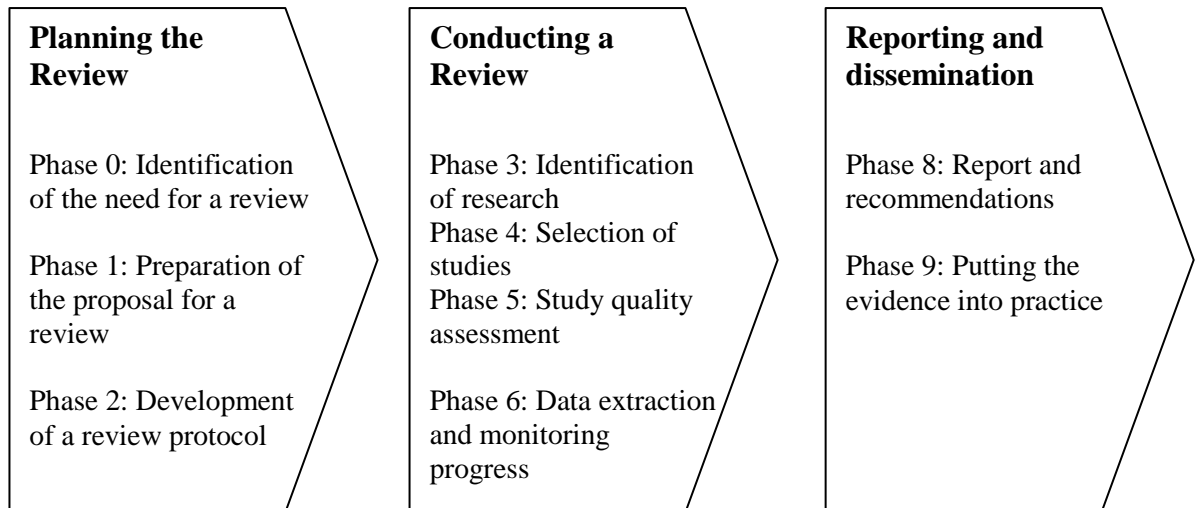 Planning the
Review
Phase 0: Identification
of the need for a review
Phase 1: Preparation of
the proposal for a
review
Phase 2: Development
of a review protocol
Conducting a
Review
Phase 3: Identification
of research
Phase 4: Selection of
studies
Phase 5: Study quality
assessment
Phase 6: Data extraction
and monitoring
progress
Reporting and
dissemination
Phase 8: Report and
recommendations
Phase 9: Putting the
evidence into practice